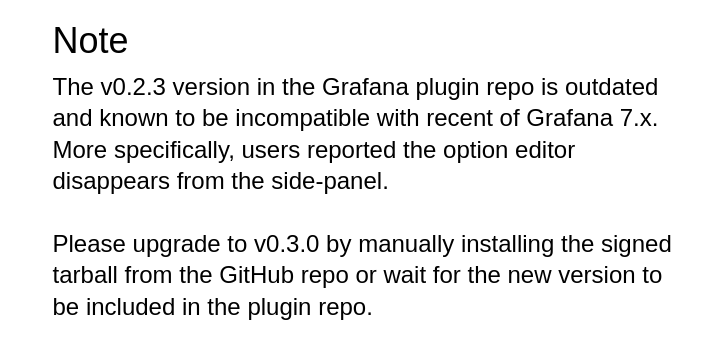 Note
The v0.2.3 version in the Grafana plugin repo is outdated
and known to be incompatible with recent of Grafana 7.x.
More specifically, users reported the option editor
disappears from the side-panel.
Please upgrade to v0.3.0 by manually installing the signed
tarball from the GitHub repo or wait for the new version to
be included in the plugin repo.